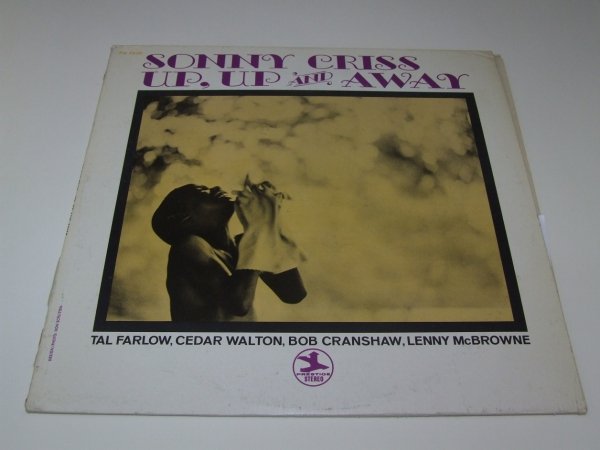 SONNY CRISS
UP, UP AND AWAY
TAL FARLOW, CEDAR WALTON, BOB CRANSHAW, LENNY McBROWNE
PRESTIGE
STEREO